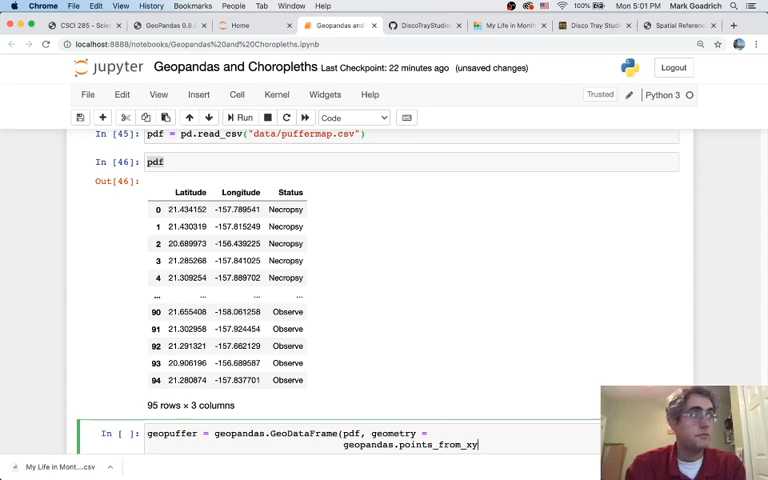 Chrome File Edit View History Bookmarks People Tab Window Help 100% Mon 5:01 PM Mark Goadrich
CSCI 285 - Scie GeoPandas 0.8. Home Geopandas and DiscoTrayStudios My Life in Month Disco Tray Stud Spatial Referenc
localhost:8888/notebooks/Geopandas%20and%20Choropleths.ipynb
jupyter Geopandas and Choropleths Last Checkpoint: 22 minutes ago (unsaved changes) Logout
File Edit View Insert Cell Kernel Widgets Help Trusted Python 3
Run Code
In [45]: pdf = pd.read_csv("data/puffermap.csv")
In [46]: pdf
Out[46]:
Latitude Longitude Status
0 21.434152 -157.789541 Necropsy
1 21.430319 -157.815249 Necropsy
2 20.689973 -156.439225 Necropsy
3 21.285268 -157.841025 Necropsy
4 21.309254 -157.889702 Necropsy
... ... ... ...
90 21.655408 -158.061258 Observe
91 21.302958 -157.924454 Observe
92 21.291321 -157.662129 Observe
93 20.906196 -156.689587 Observe
94 21.280874 -157.837701 Observe
95 rows × 3 columns
In [ ]: geopuffer = geopandas.GeoDataFrame(pdf, geometry =
geopandas.points_from_xy
My Life in Mont....csv